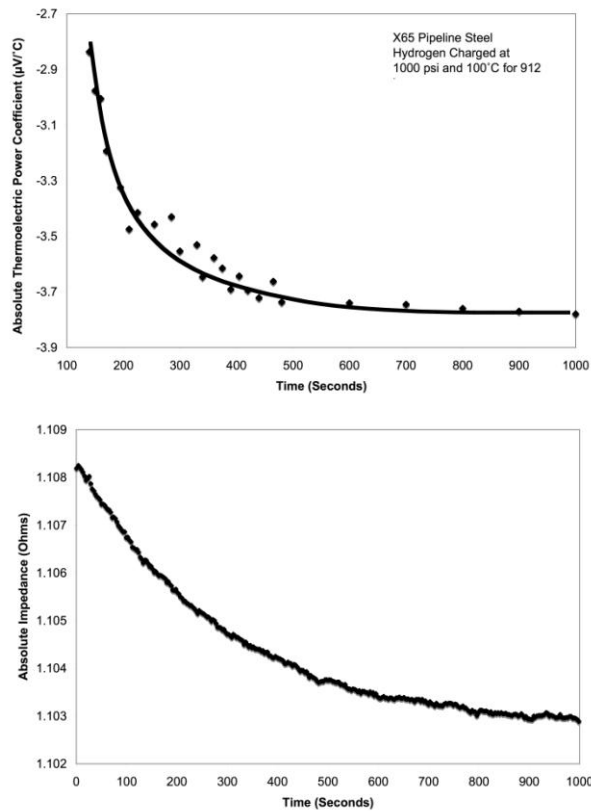 -2.7
-2.9
-3.1
-3.3
-3.5
-3.7
-3.9
Absolute Thermoelectric Power Coefficient (µV/˚C)
X65 Pipeline Steel
Hydrogen Charged at
1000 psi and 100˚C for 912
100 200 300 400 500 600 700 800 900 1000
Time (Seconds)
1.109
1.108
1.107
1.106
1.105
1.104
1.103
1.102
Absolute Impedance (Ohms)
0 100 200 300 400 500 600 700 800 900 1000
Time (Seconds)